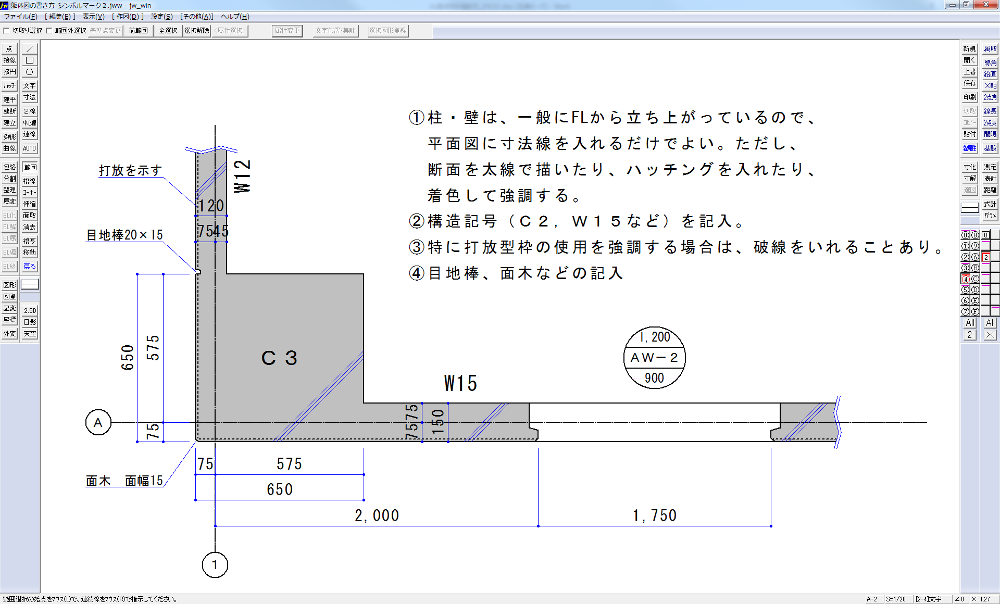 躯体図の書き方-シンボルマーク2.jww - jw_win
ファイル(F) [ 編集(E) ] 表示(V) [ 作図(D) ] 設定(S) [その他(A)] ヘルプ(H)
切取り選択 範囲外選択 基準点変更 前範囲 全選択 選択解除 <属性選択> 属性変更 文字位置・集計 選択図形登録
点
接線
接円
ハッチ
建平
建断
建立
多角形
曲線
包絡
分割
整理
属変
BL化
BL解
BL属
BL編
BL終
図形
図登
記変
座標
外変
／
□
○
文字
寸法
2線
中心線
連線
AUTO
範囲
複線
コーナー
伸縮
面取
消去
複写
移動
戻る
2.5D
日影
天空
①柱・壁は、一般にFLから立ち上がっているので、
平面図に寸法線を入れるだけでよい。ただし、
断面を太線で描いたり、ハッチングを入れたり、
着色して強調する。
②構造記号（Ｃ２，Ｗ１５など）を記入。
③特に打放型枠の使用を強調する場合は、破線をいれることあり。
④目地棒、面木などの記入
打放を示す
W12
120
7545
目地棒20×15
650
575
75
Ｃ３
A
面木　面幅15
75 575
650
2,000
1,750
1
W15
7575
150
1,200
ＡＷ－２
900
新規
開く
上書
保存
印刷
切取
コピー
貼付
線属性
寸化
寸解
選図
属取
線角
鉛直
×軸
2点角
線長
2点長
間隔
基設
測定
表計
距離
式計
パラメ
⓪ ⑧ 0
① ⑨
② Ⓐ 2
③ Ⓑ
④ Ⓒ
⑤ Ⓓ
⑥ Ⓔ
⑦ Ⓕ
All All
2 ×
範囲選択の始点をマウス(L)で、連続線をマウス(R)で指示してください。
A-2 S=1/20 [2-4]文字 ∠0 × 1.27